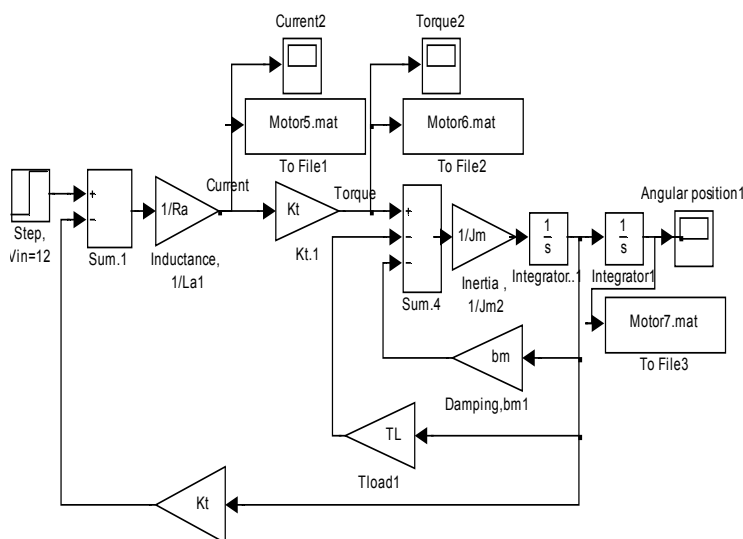 Current2
Torque2
Motor5.mat
Motor6.mat
To File1
To File2
Current
Torque
Angular position1
+
−
1/Ra
Kt
+
−
−
1/Jm
1
s
1
s
Step,
Vin=12
Sum.1
Inductance,
1/La1
Kt.1
Sum.4
Inertia ,
1/Jm2
Integrator..1
Integrator1
Motor7.mat
To File3
bm
Damping,bm1
TL
Tload1
Kt